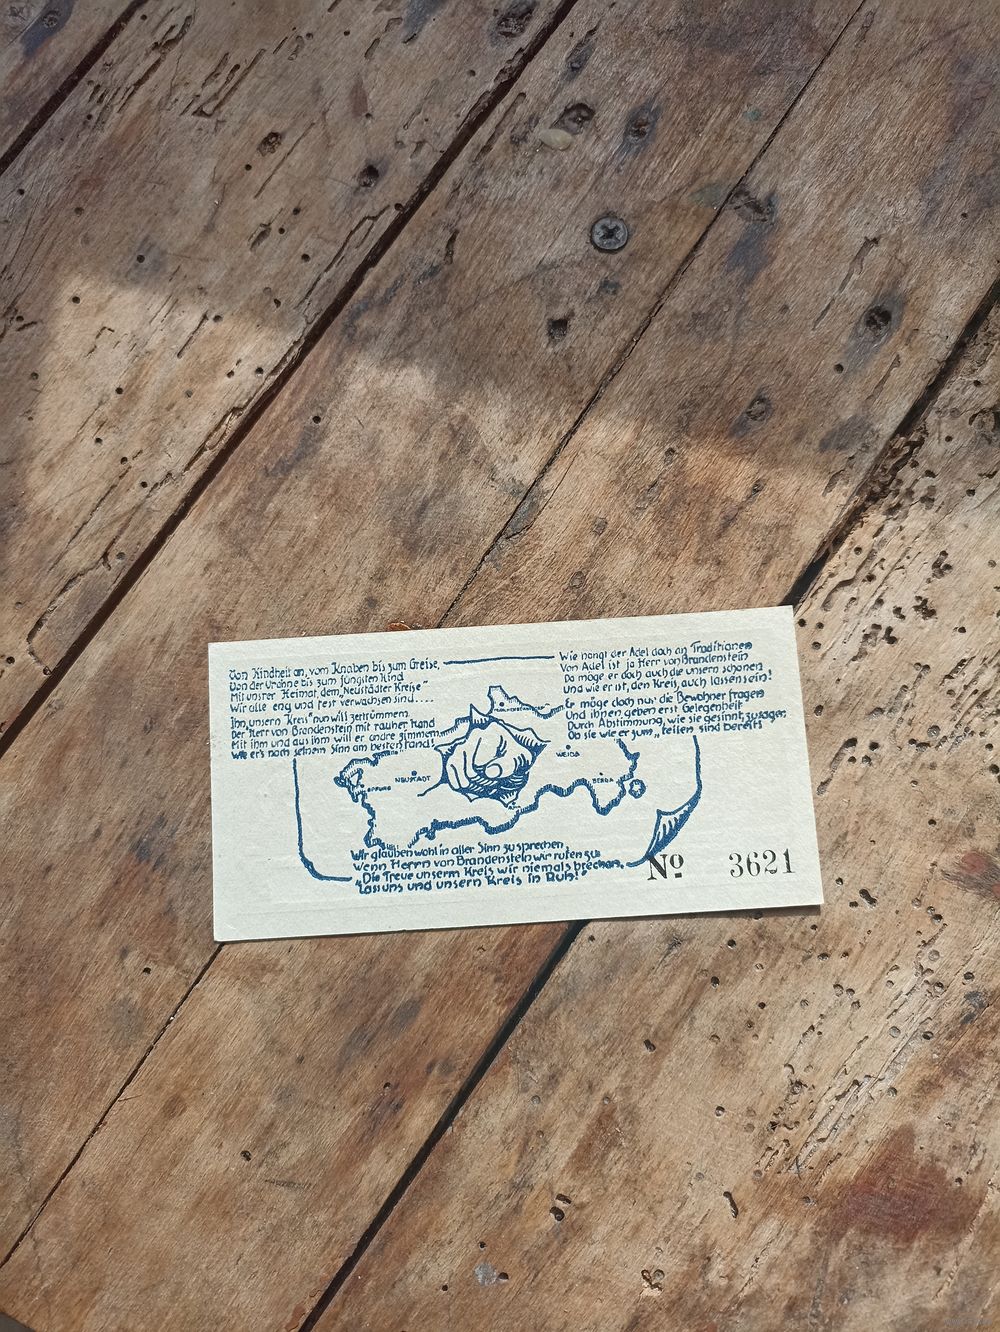 Von Kindheit an, vom Knaben bis zum Greise,
Von der Urahne bis zum jüngsten Kind
Mit unsrer Heimat, dem „Neustädter Kreise“
Wir alle eng und fest verwachsen sind....
Ihn, unsern „Kreis“ nun will zertrümmern
Der Herr von Brandenstein mit rauher Hand
Mit ihm und aus ihm will er andre zimmern
Wie er's nach seinem Sinn am besten fand!
Wie hängt der Adel doch an Traditionen
Von Adel ist ja Herr von Brandenstein
Da möge er doch auch die unsern schonen
Und wie er ist, den Kreis auch lassen sein!
Er möge doch nur die Bewohner fragen
Und ihnen geben erst Gelegenheit
Durch Abstimmung, wie sie gesinnt, zu sagen,
Ob sie wie er zum „teilen“ sind bereit!
NEUSTADT
WEIDA
BERGA
Wir glauben wohl in aller Sinn zu sprechen,
Wenn Herrn von Brandenstein wir rufen zu
„Die Treue unserm Kreis wir niemals brechen,
Lass uns und unsern Kreis in Ruh!“
No 3621